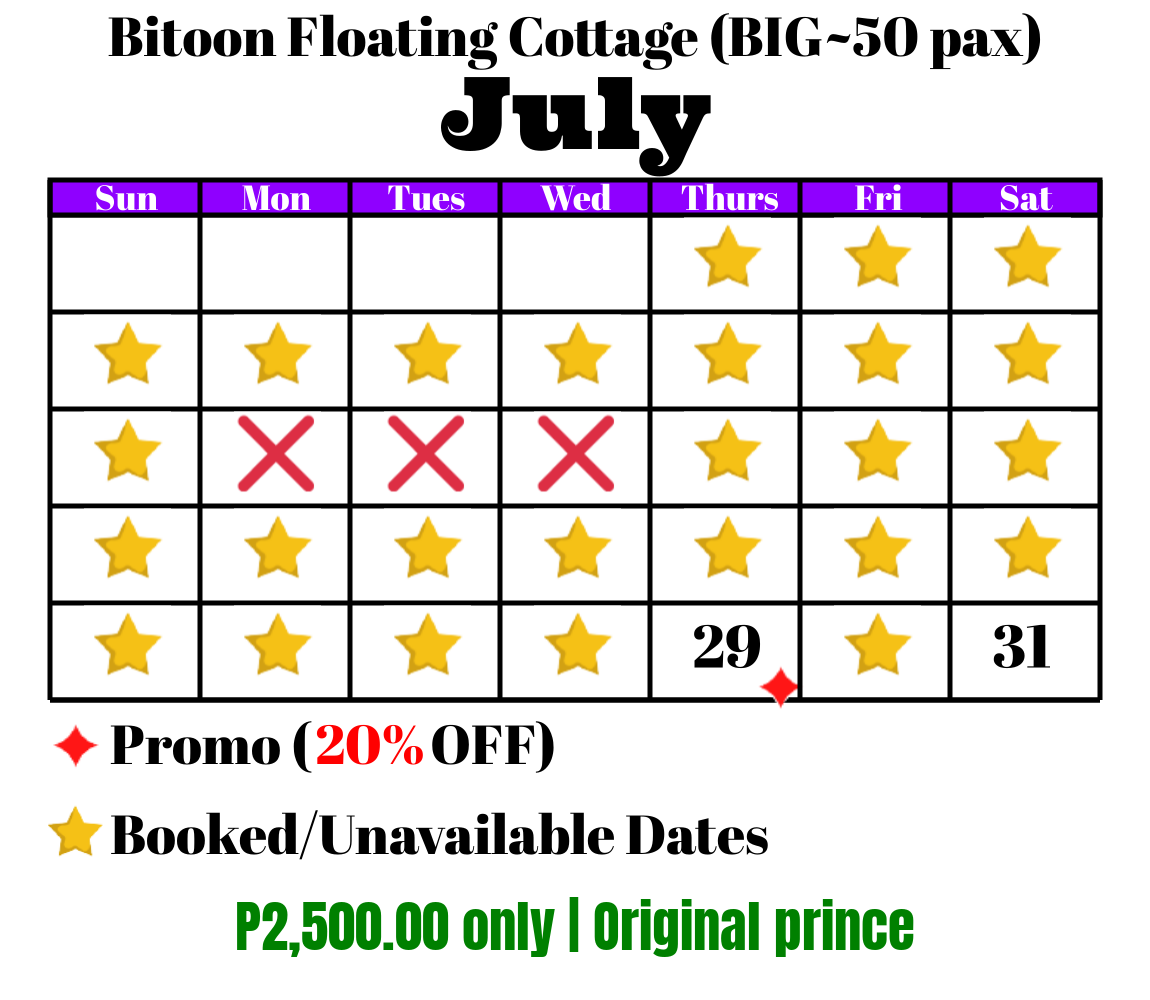 Bitoon Floating Cottage (BIG~50 pax)
July
Sun Mon Tues Wed Thurs Fri Sat
29 31
Promo (20% OFF)
Booked/Unavailable Dates
P2,500.00 only | Original prince